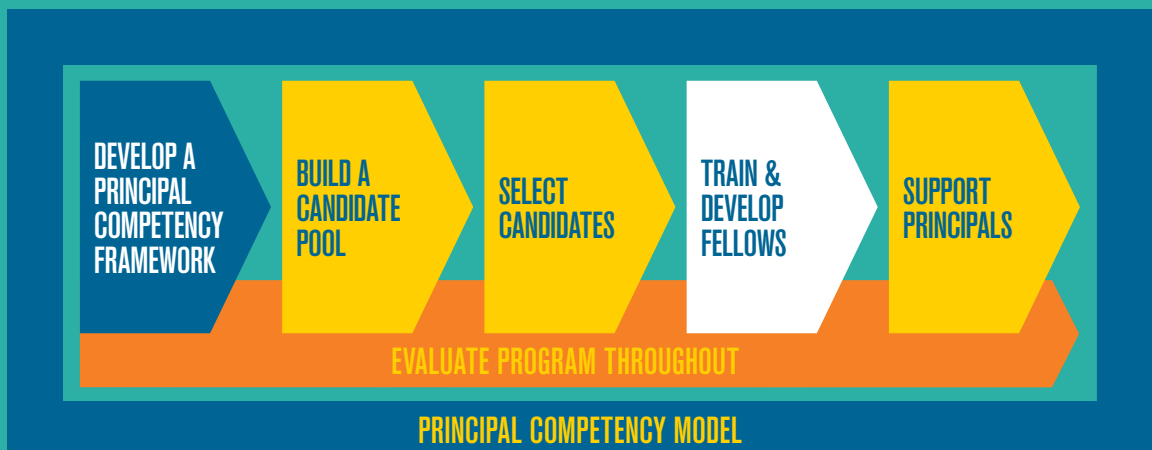 DEVELOP A
PRINCIPAL
COMPETENCY
FRAMEWORK
BUILD A
CANDIDATE
POOL
SELECT
CANDIDATES
TRAIN &
DEVELOP
FELLOWS
SUPPORT
PRINCIPALS
EVALUATE PROGRAM THROUGHOUT
PRINCIPAL COMPETENCY MODEL